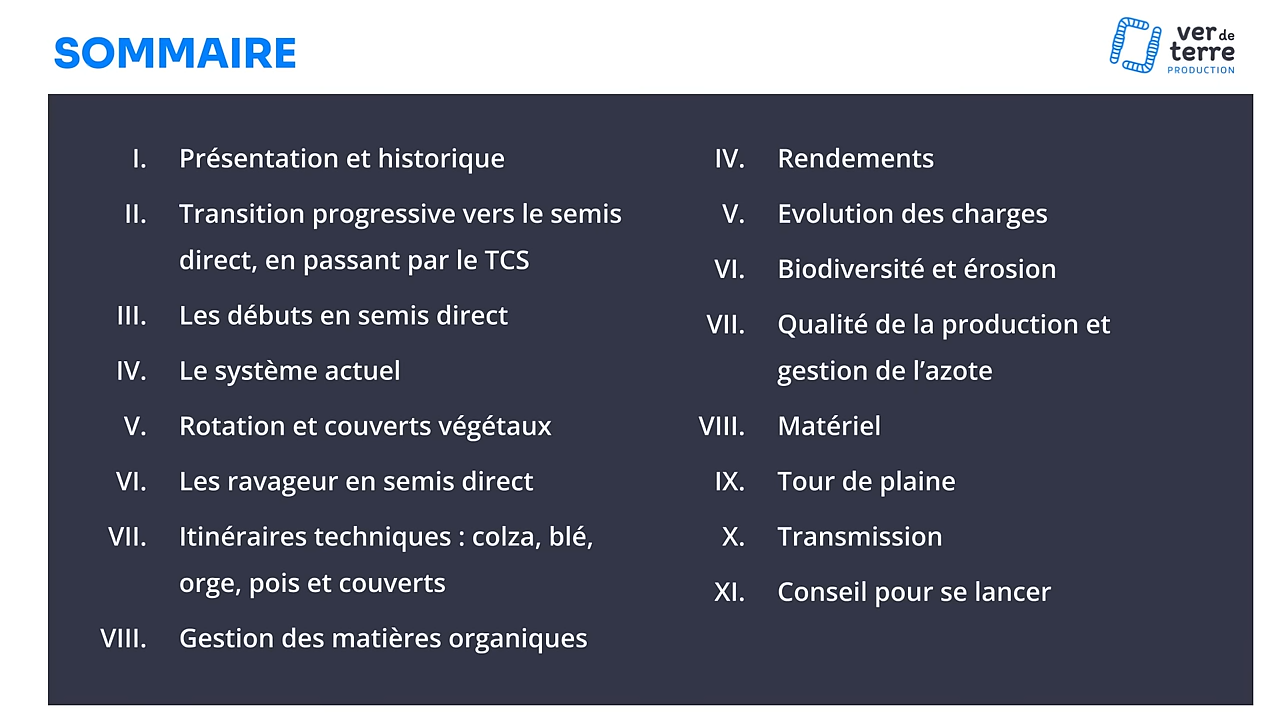 SOMMAIRE
ver de
terre
PRODUCTION
I. Présentation et historique
II. Transition progressive vers le semis
direct, en passant par le TCS
III. Les débuts en semis direct
IV. Le système actuel
V. Rotation et couverts végétaux
VI. Les ravageur en semis direct
VII. Itinéraires techniques : colza, blé,
orge, pois et couverts
VIII. Gestion des matières organiques
IV. Rendements
V. Evolution des charges
VI. Biodiversité et érosion
VII. Qualité de la production et
gestion de l’azote
VIII. Matériel
IX. Tour de plaine
X. Transmission
XI. Conseil pour se lancer